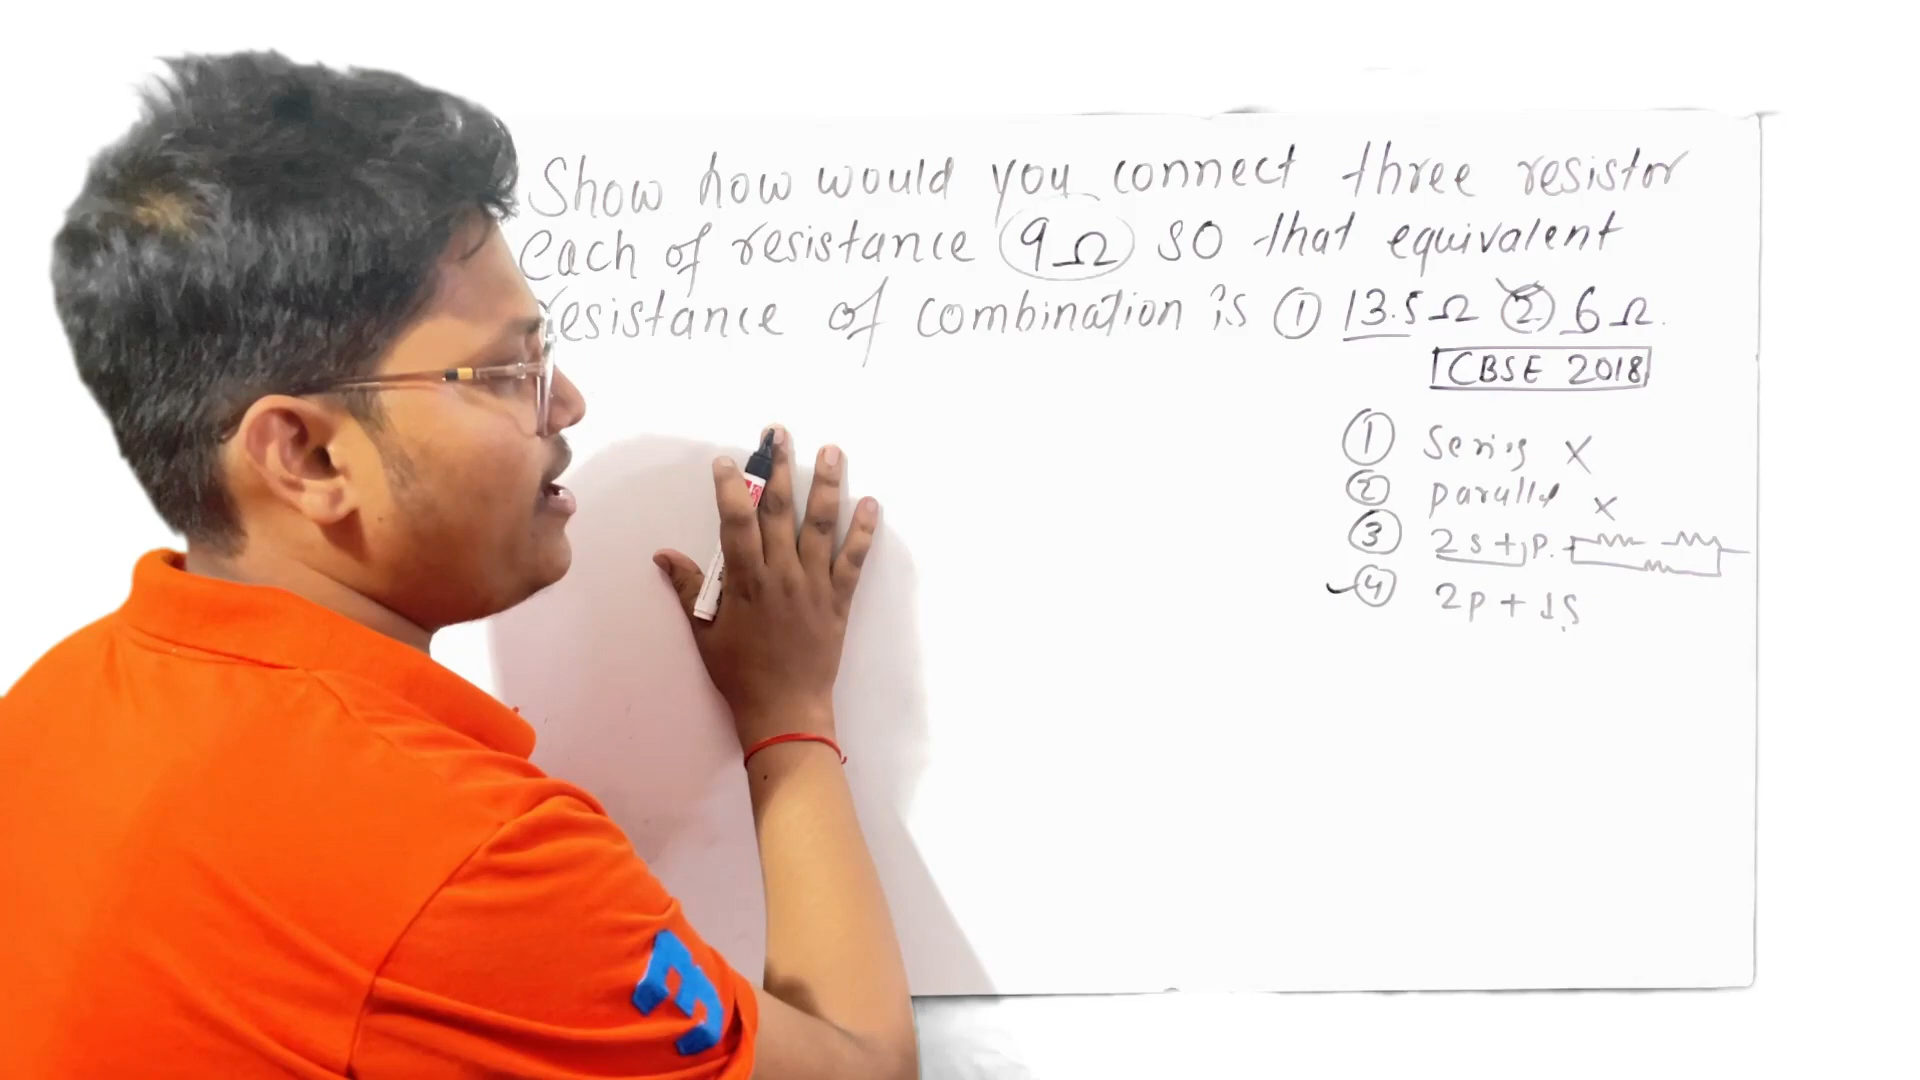 Show how would you connect three resistor
each of resistance 9Ω so that equivalent
resistance of combination is ① 13.5Ω ② 6Ω.
CBSE 2018
① Series X
② parallel X
③ 2s+1p.
④ 2p + 1S
3